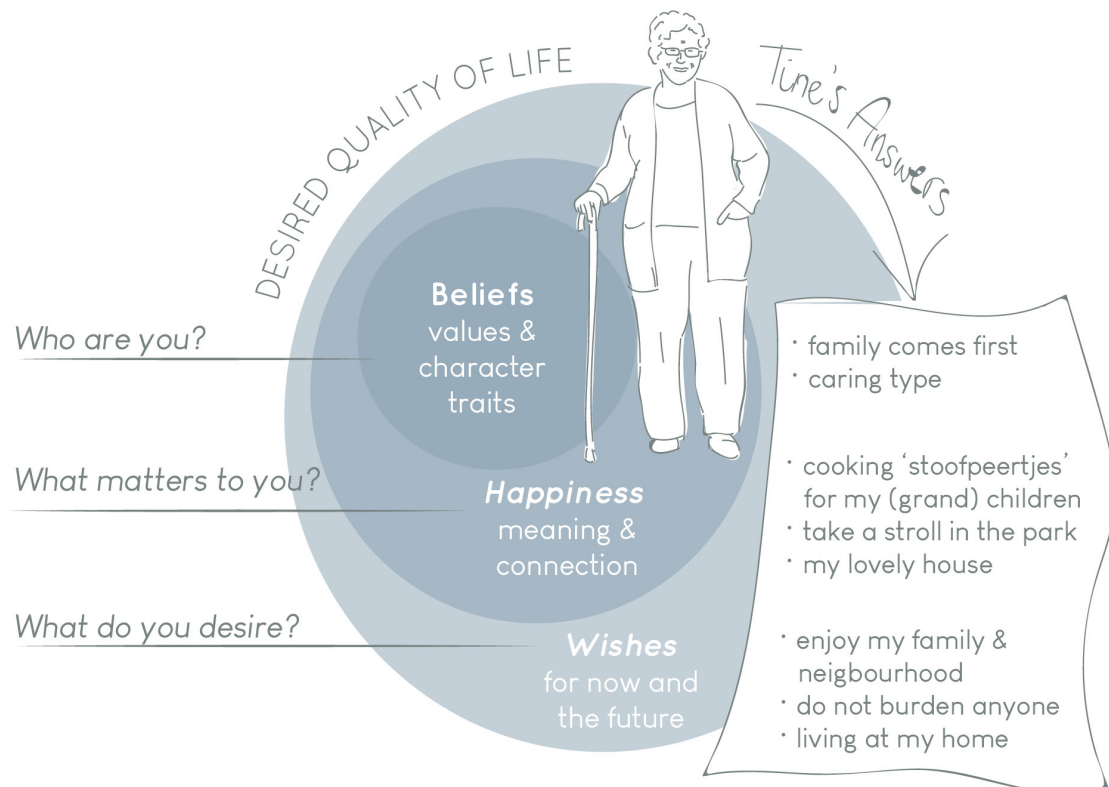 DESIRED QUALITY OF LIFE
Tine's Answers
Who are you?
Beliefs
values &
character
traits
· family comes first
· caring type
What matters to you?
Happiness
meaning &
connection
· cooking ‘stoofpeertjes’
for my (grand) children
· take a stroll in the park
· my lovely house
What do you desire?
Wishes
for now and
the future
· enjoy my family &
neigbourhood
· do not burden anyone
· living at my home